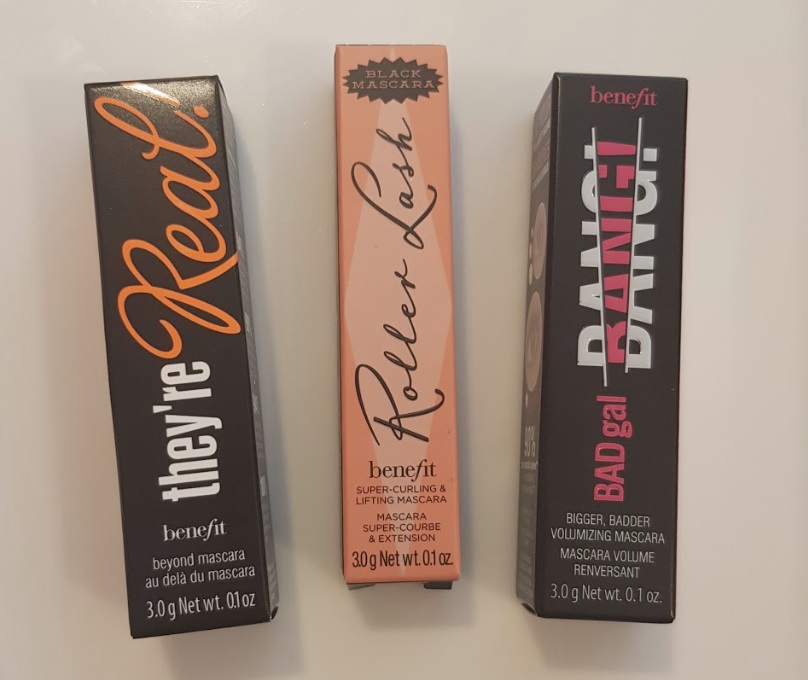 they're Real!
benefit
beyond mascara
au delà du mascara
3.0 g Net wt. 0.1 oz
BLACK
MASCARA
Roller Lash
benefit
SUPER-CURLING &
LIFTING MASCARA
MASCARA
SUPER-COURBE
& EXTENSION
3.0 g Net wt. 0.1 oz.
benefit
BADgal
BANG!
BIGGER, BADDER
VOLUMIZING MASCARA
MASCARA VOLUME
RENVERSANT
3.0 g Net wt. 0.1 oz.